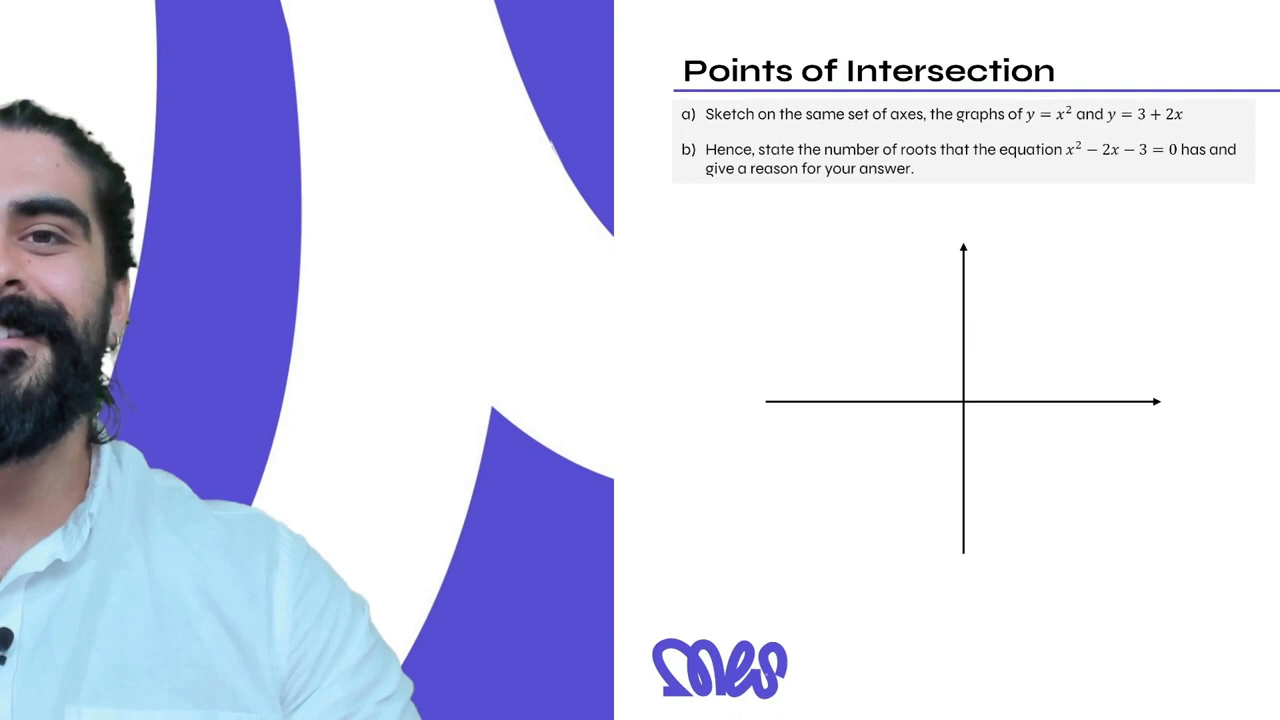 Points of Intersection
a) Sketch on the same set of axes, the graphs of y = x² and y = 3 + 2x
b) Hence, state the number of roots that the equation x² − 2x − 3 = 0 has and
give a reason for your answer.